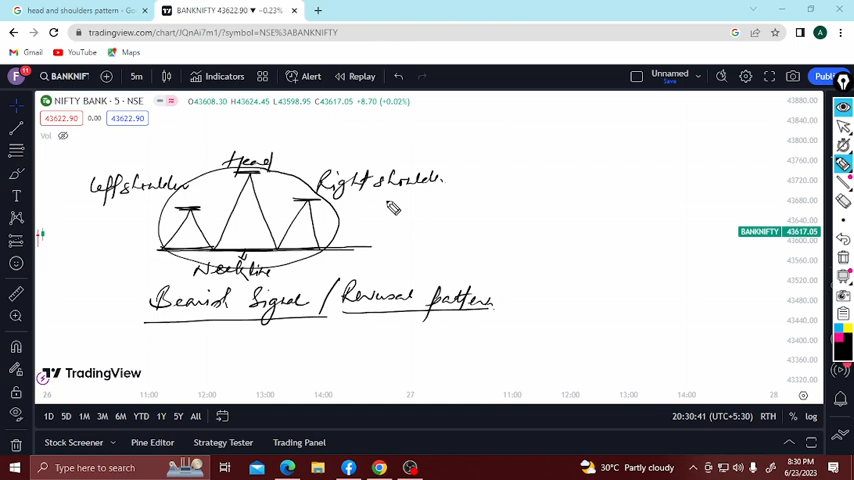 head and shoulders pattern - Goo
BANKNIFTY 43622.90 ▼ −0.23%
tradingview.com/chart/JQnAi7m1/?symbol=NSE%3ABANKNIFTY
Gmail YouTube Maps
F 11 BANKNIFT 5m Indicators Alert Replay Unnamed Save Publi
NIFTY BANK · 5 · NSE O43608.30 H43624.45 L43598.95 C43617.05 +8.70 (+0.02%)
43622.90 0.00 43622.90
Vol
Head
Left shoulder
Right shoulder
Neckline
Bearish Signal / Reversal pattern
43880.00
43840.00
43800.00
43760.00
43720.00
43680.00
43640.00
BANKNIFTY 43617.05
43600.00
43560.00
43520.00
43480.00
43440.00
43400.00
43360.00
43320.00
TradingView
26 11:00 12:00 13:00 14:00 27 11:00 12:00 13:00 14:00 28
1D 5D 1M 3M 6M YTD 1Y 5Y All 20:30:41 (UTC+5:30) RTH % log
Stock Screener Pine Editor Strategy Tester Trading Panel
Type here to search 30°C Partly cloudy 8:30 PM
6/23/2023